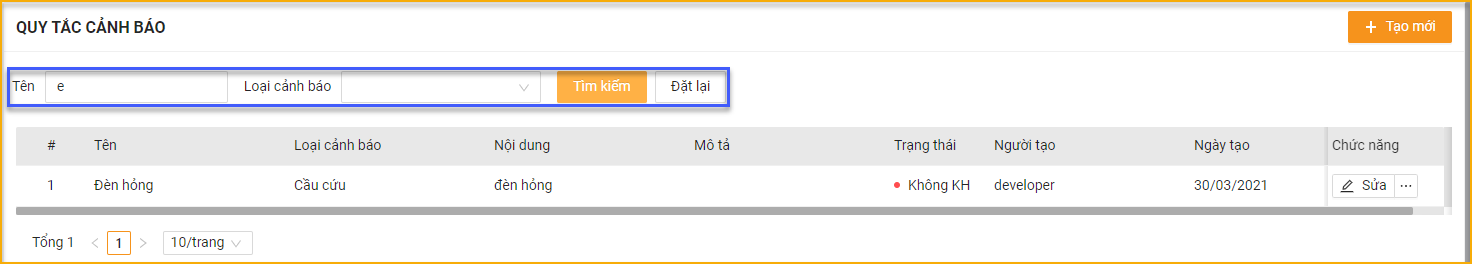 QUY TẮC CẢNH BÁO
+ Tạo mới
Tên e Loại cảnh báo Tìm kiếm Đặt lại
# Tên Loại cảnh báo Nội dung Mô tả Trạng thái Người tạo Ngày tạo Chức năng
1 Đèn hỏng Cầu cứu đèn hỏng Không KH developer 30/03/2021 Sửa ...
Tổng 1 < 1 > 10/trang